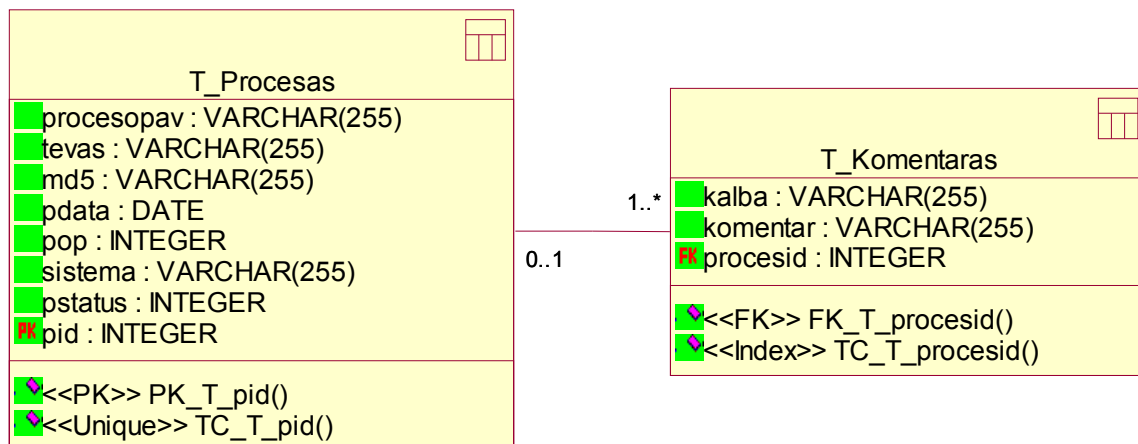 T_Procesas
procesopav : VARCHAR(255)
tevas : VARCHAR(255)
md5 : VARCHAR(255)
pdata : DATE
pop : INTEGER
sistema : VARCHAR(255)
pstatus : INTEGER
PK pid : INTEGER
<<PK>> PK_T_pid()
<<Unique>> TC_T_pid()
0..1
1..*
T_Komentaras
kalba : VARCHAR(255)
komentar : VARCHAR(255)
FK procesid : INTEGER
<<FK>> FK_T_procesid()
<<Index>> TC_T_procesid()